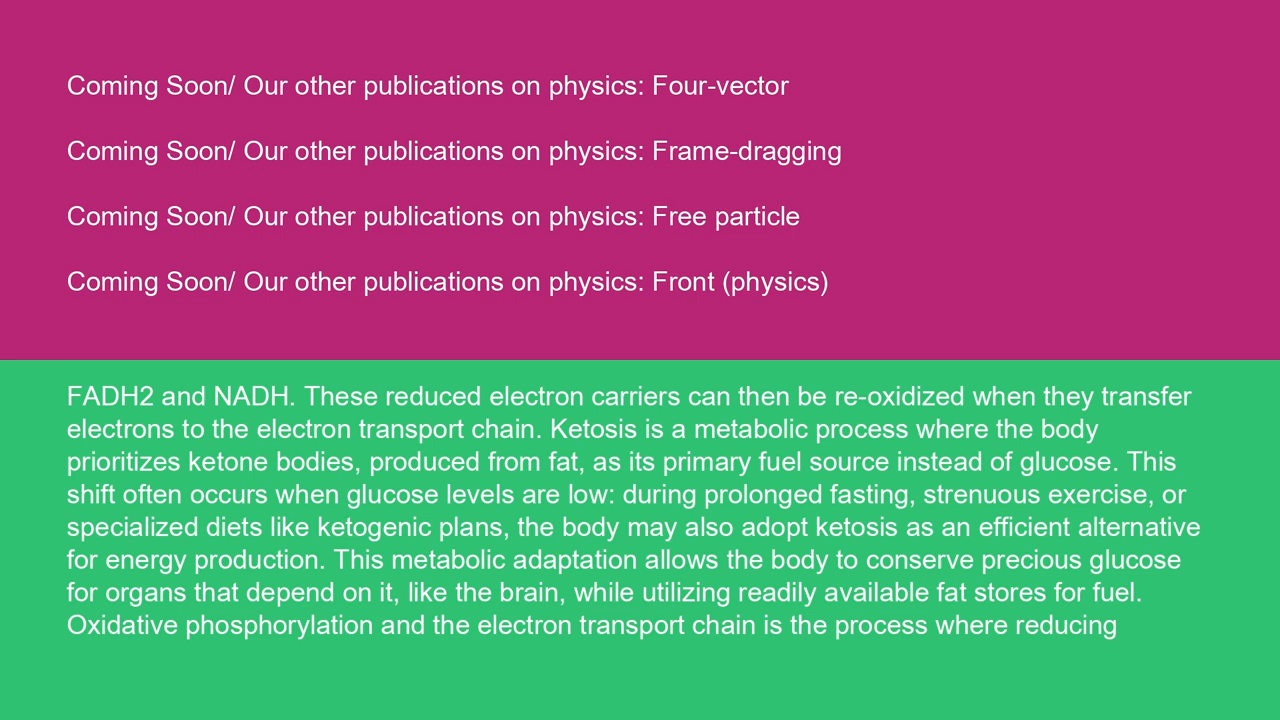 Coming Soon/ Our other publications on physics: Four-vector
Coming Soon/ Our other publications on physics: Frame-dragging
Coming Soon/ Our other publications on physics: Free particle
Coming Soon/ Our other publications on physics: Front (physics)
FADH2 and NADH. These reduced electron carriers can then be re-oxidized when they transfer
electrons to the electron transport chain. Ketosis is a metabolic process where the body
prioritizes ketone bodies, produced from fat, as its primary fuel source instead of glucose. This
shift often occurs when glucose levels are low: during prolonged fasting, strenuous exercise, or
specialized diets like ketogenic plans, the body may also adopt ketosis as an efficient alternative
for energy production. This metabolic adaptation allows the body to conserve precious glucose
for organs that depend on it, like the brain, while utilizing readily available fat stores for fuel.
Oxidative phosphorylation and the electron transport chain is the process where reducing